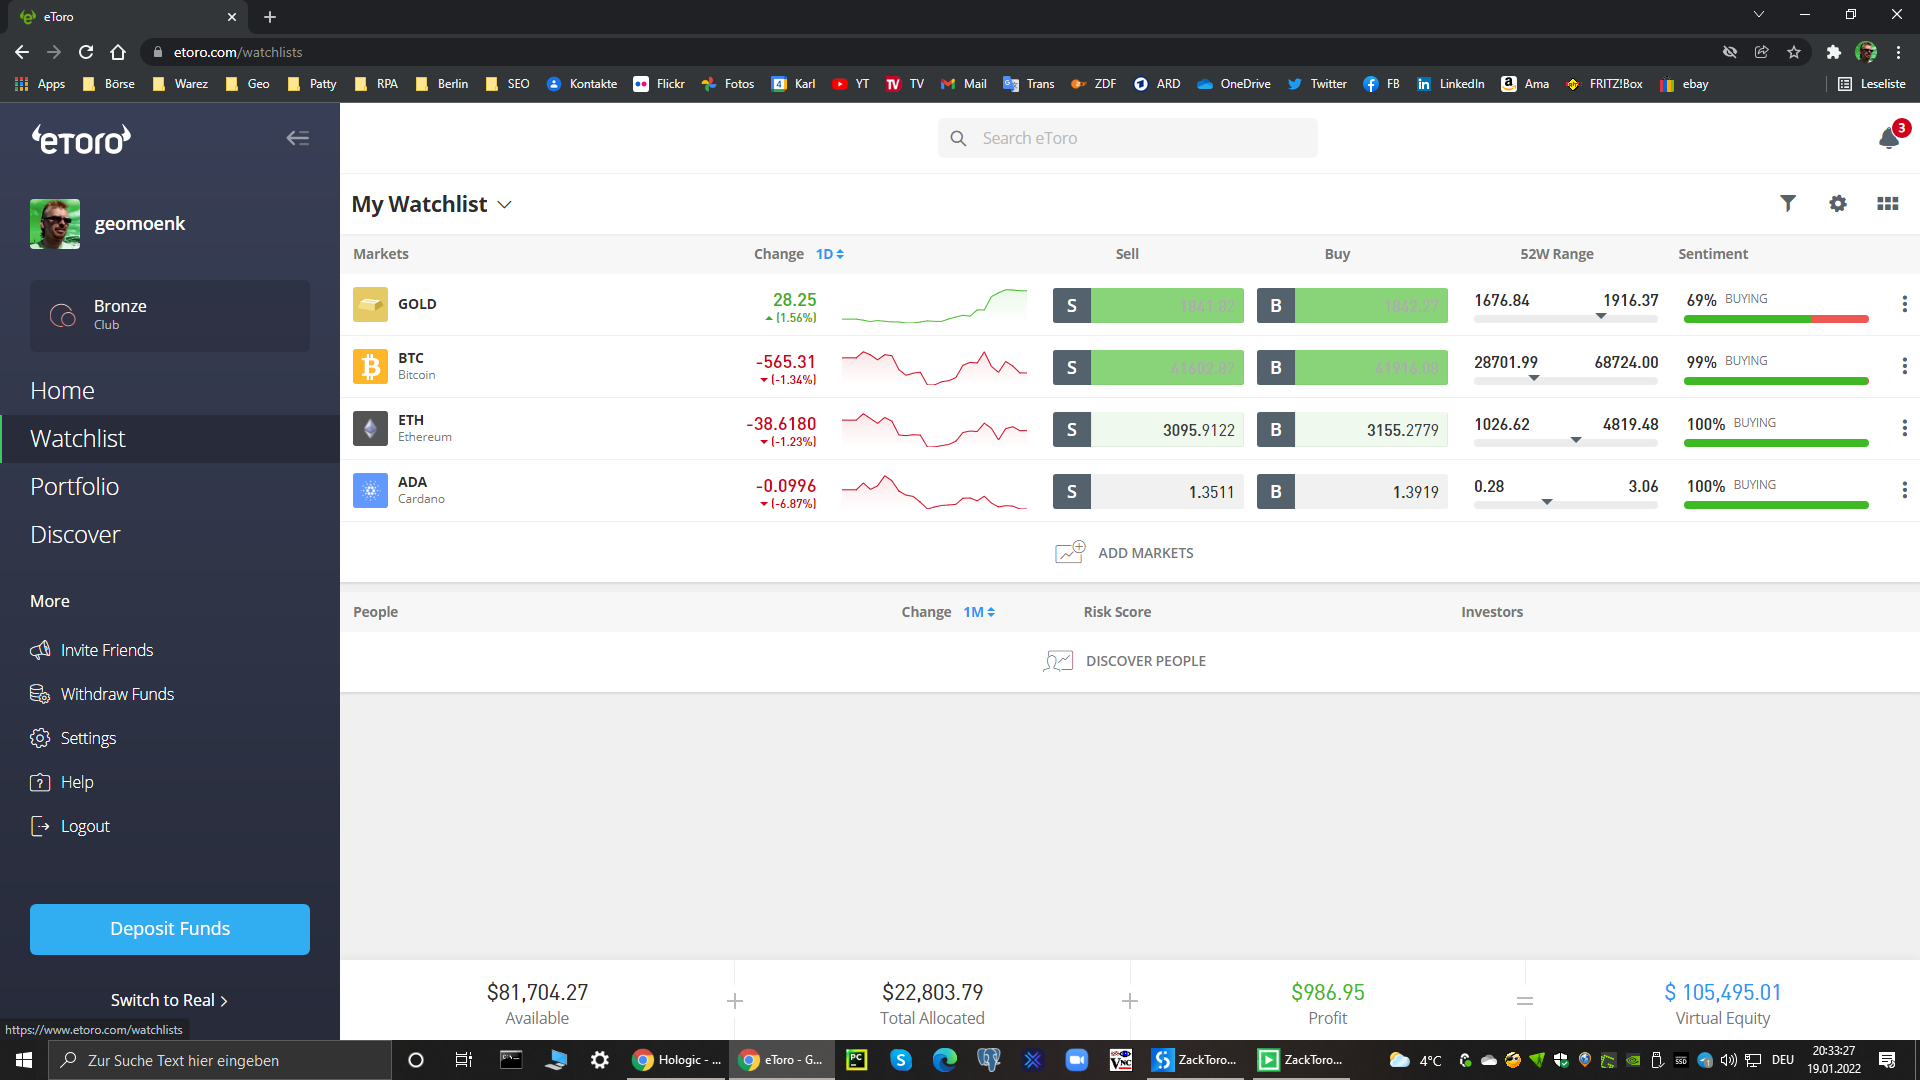 eToro
etoro.com/watchlists
Apps Börse Warez Geo Patty RPA Berlin SEO Kontakte Flickr Fotos Karl YT TV Mail Trans ZDF ARD OneDrive Twitter FB LinkedIn Ama FRITZ!Box ebay Leseliste
eToro
Search eToro
3
geomoenk
Bronze
Club
Home
Watchlist
Portfolio
Discover
More
Invite Friends
Withdraw Funds
Settings
Help
Logout
Deposit Funds
Switch to Real >
https://www.etoro.com/watchlists
My Watchlist
Markets Change 1D Sell Buy 52W Range Sentiment
GOLD 28.25 (1.56%) S 1841.82 B 1842.27 1676.84 1916.37 69% BUYING
BTC
Bitcoin
-565.31 (-1.34%) S 41602.87 B 41916.08 28701.99 68724.00 99% BUYING
ETH
Ethereum
-38.6180 (-1.23%) S 3095.9122 B 3155.2779 1026.62 4819.48 100% BUYING
ADA
Cardano
-0.0996 (-6.87%) S 1.3511 B 1.3919 0.28 3.06 100% BUYING
ADD MARKETS
People Change 1M Risk Score Investors
DISCOVER PEOPLE
$81,704.27 + $22,803.79 + $986.95 = $ 105,495.01
Available Total Allocated Profit Virtual Equity
Zur Suche Text hier eingeben
Hologic - ... eToro - G... ZackToro... ZackToro...
4°C DEU
20:33:27
19.01.2022